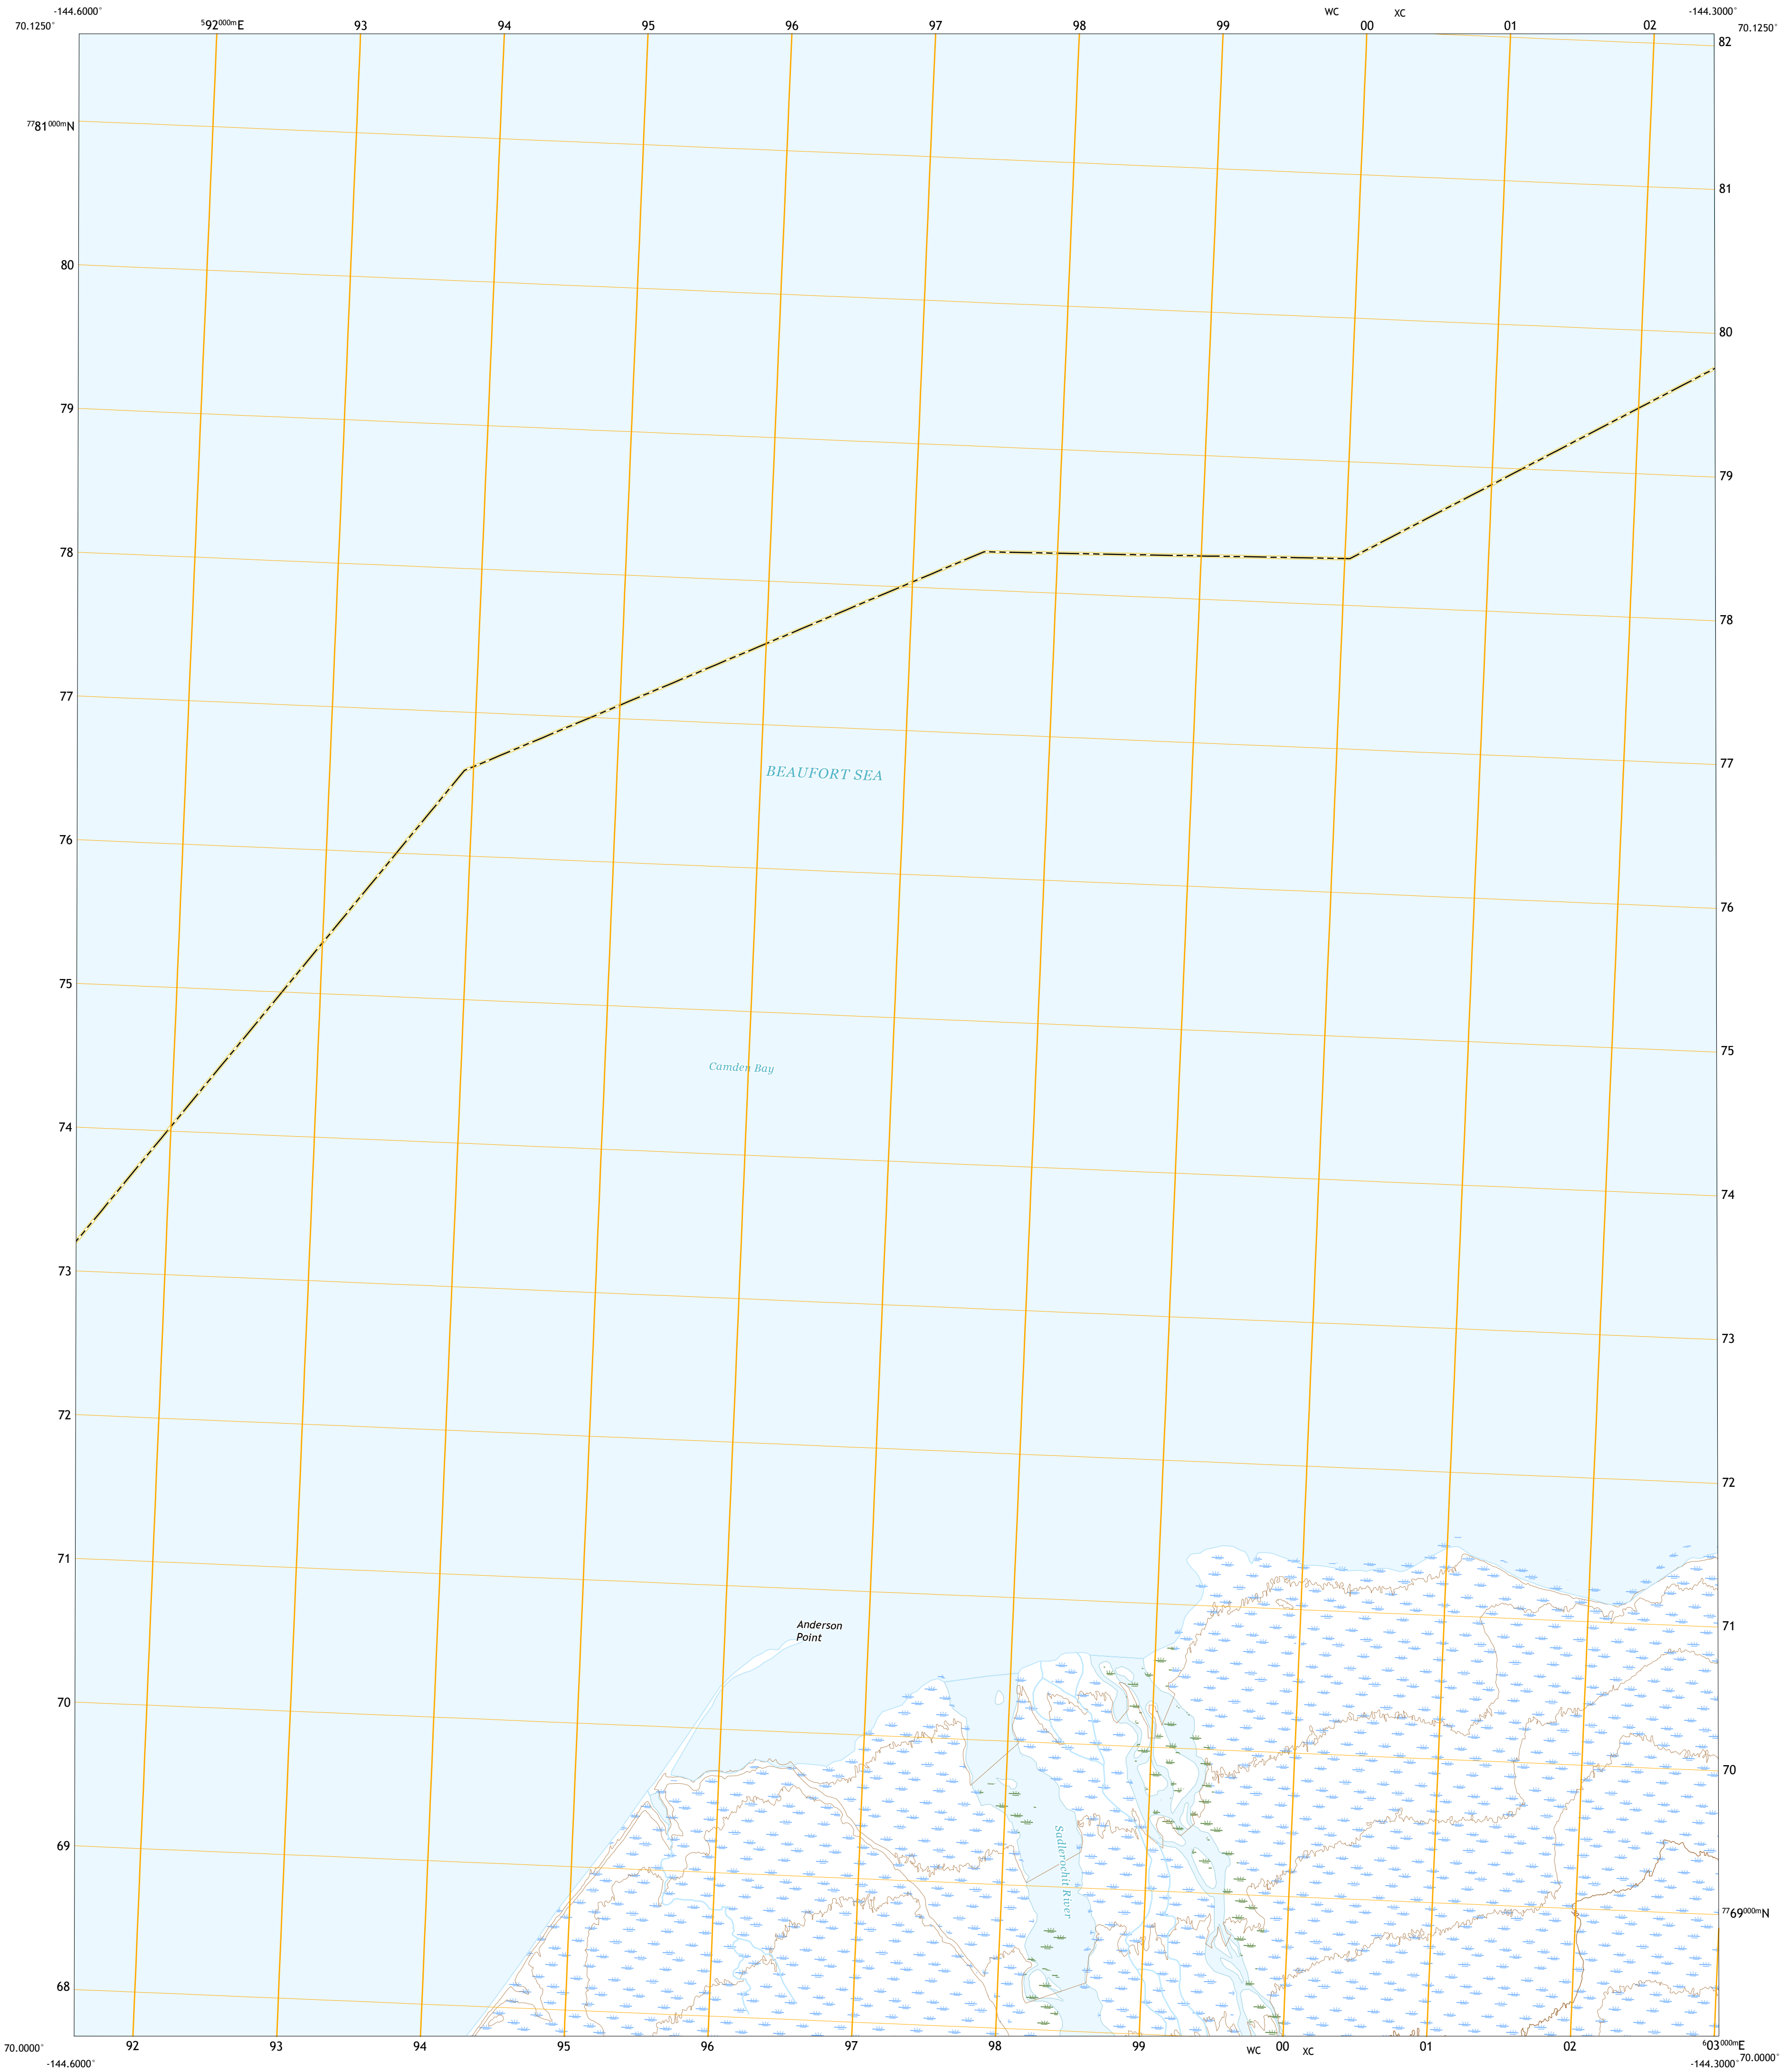 -144.6000°
-144.3000°
WC XC
70.1250° ⁵92⁰⁰⁰ᵐE 93 94 95 96 97 98 99 00 01 02 70.1250°
82
⁷⁷81⁰⁰⁰ᵐN
81
80
80
79
79
78
78
77
BEAUFORT SEA
77
76
76
75
75
Camden Bay
74
74
73
73
72
72
71
Anderson
Point
71
70
70
69
Sadlerochit River
⁷⁷69⁰⁰⁰ᵐN
68
70.0000° 92 93 94 95 96 97 98 99 00 01 02 ⁶03⁰⁰⁰ᵐE 70.0000°
WC XC
-144.6000°
-144.3000°